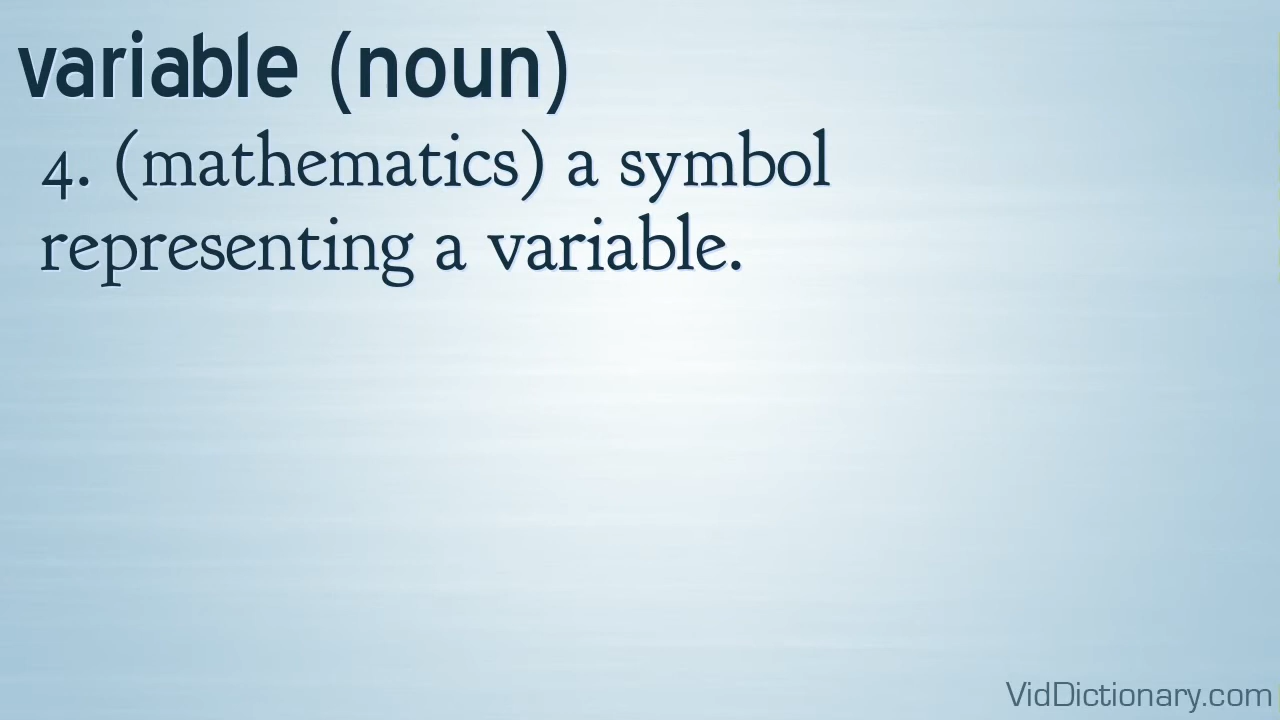 variable (noun)
4. (mathematics) a symbol
representing a variable.
VidDictionary.com